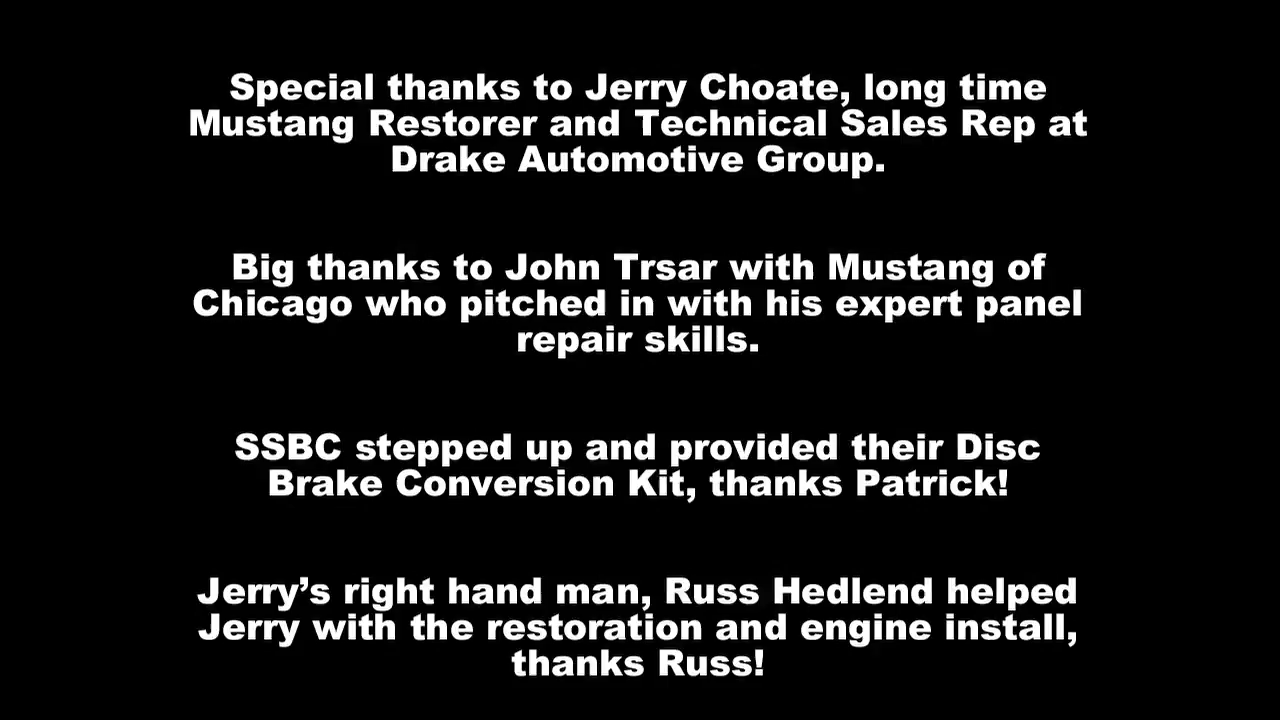 Special thanks to Jerry Choate, long time
Mustang Restorer and Technical Sales Rep at
Drake Automotive Group.
Big thanks to John Trsar with Mustang of
Chicago who pitched in with his expert panel
repair skills.
SSBC stepped up and provided their Disc
Brake Conversion Kit, thanks Patrick!
Jerry’s right hand man, Russ Hedlend helped
Jerry with the restoration and engine install,
thanks Russ!